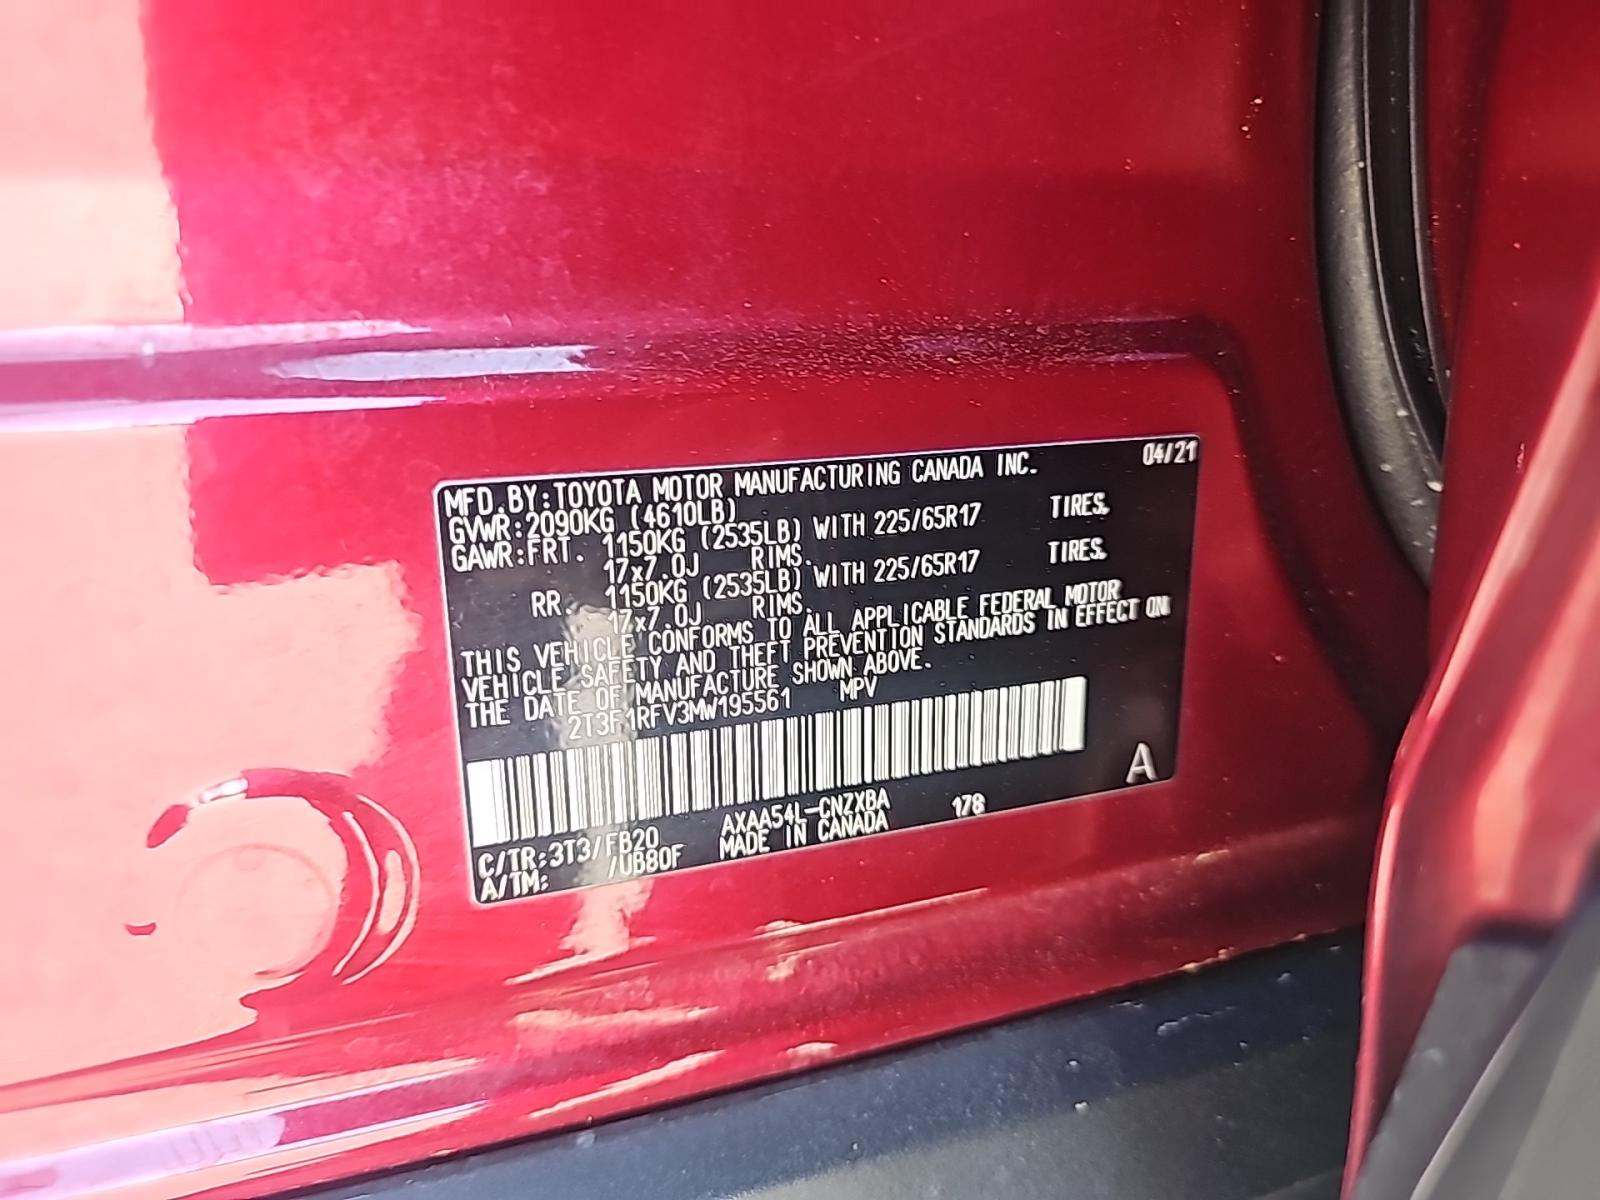 MFD.BY:TOYOTA MOTOR MANUFACTURING CANADA INC. 04/21
GVWR:2090KG (4610LB)
GAWR:FRT. 1150KG (2535LB) WITH 225/65R17 TIRES.
17x7.0J RIMS.
RR. 1150KG (2535LB) WITH 225/65R17 TIRES.
17x7.0J RIMS.
THIS VEHICLE CONFORMS TO ALL APPLICABLE FEDERAL MOTOR
VEHICLE SAFETY AND THEFT PREVENTION STANDARDS IN EFFECT ON
THE DATE OF MANUFACTURE SHOWN ABOVE.
2T3F1RFV3MW195561 MPV
A
C/TR:3T3/FB20 AXAA54L-CNZXBA 178
A/TM: /UB80F MADE IN CANADA